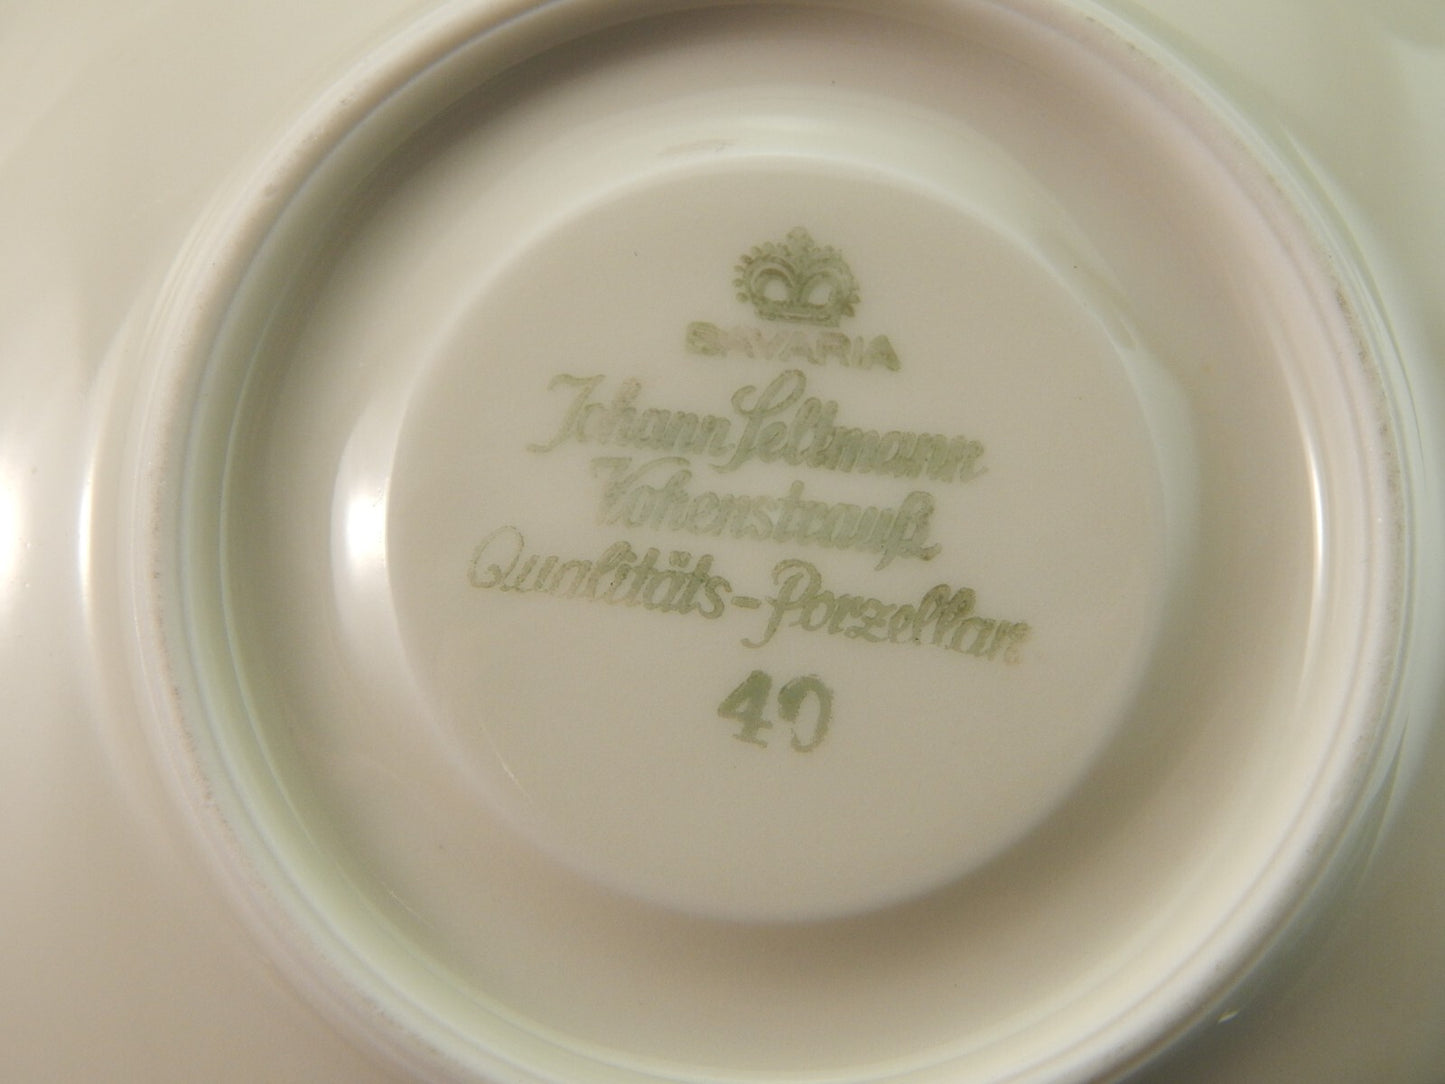 BAVARIA
Johann Seltmann
Vohenstrauß
Qualitäts-Porzellan
40